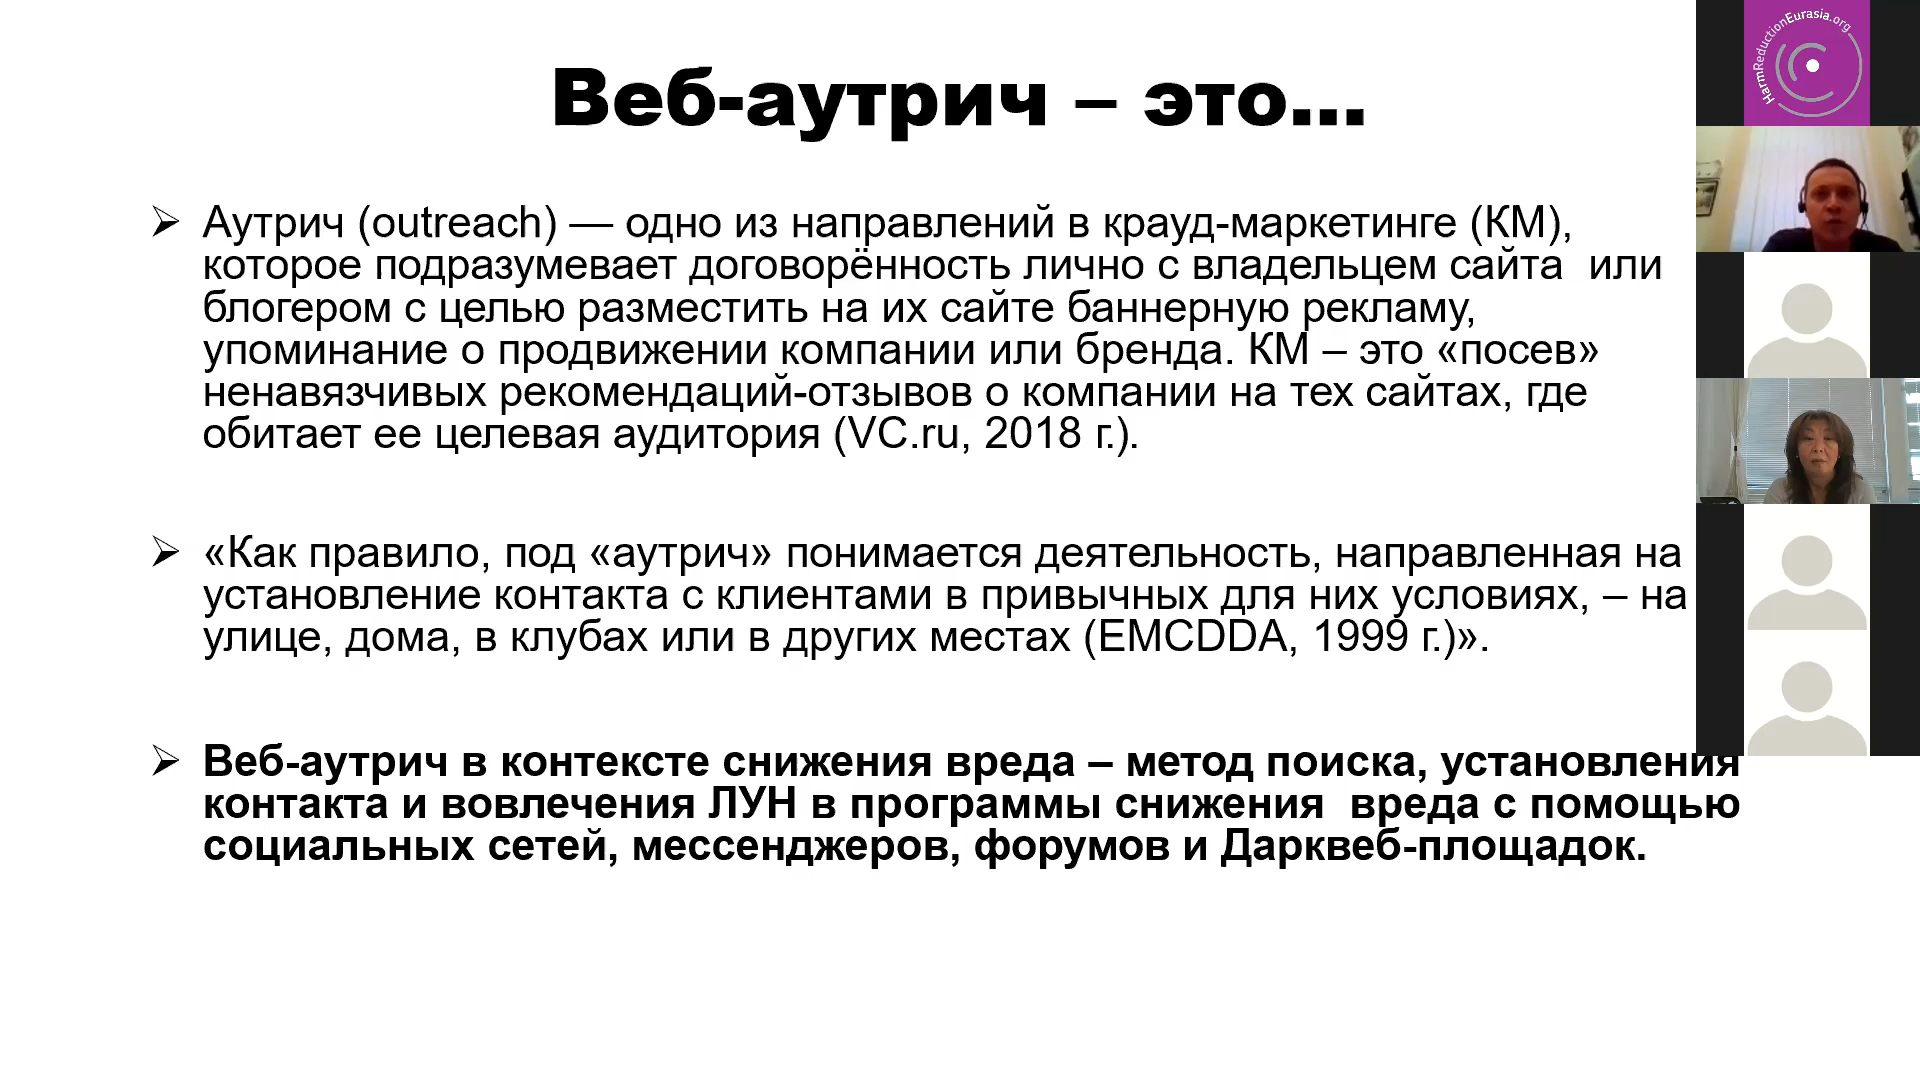 Веб-аутрич – это...
Аутрич (outreach) — одно из направлений в крауд-маркетинге (КМ),
которое подразумевает договорённость лично с владельцем сайта или
блогером с целью разместить на их сайте баннерную рекламу,
упоминание о продвижении компании или бренда. КМ – это «посев»
ненавязчивых рекомендаций-отзывов о компании на тех сайтах, где
обитает ее целевая аудитория (VC.ru, 2018 г.).
«Как правило, под «аутрич» понимается деятельность, направленная на
установление контакта с клиентами в привычных для них условиях, – на
улице, дома, в клубах или в других местах (EMCDDA, 1999 г.)».
Веб-аутрич в контексте снижения вреда – метод поиска, установления
контакта и вовлечения ЛУН в программы снижения вреда с помощью
социальных сетей, мессенджеров, форумов и Дарквеб-площадок.
HarmReductionEurasia.org